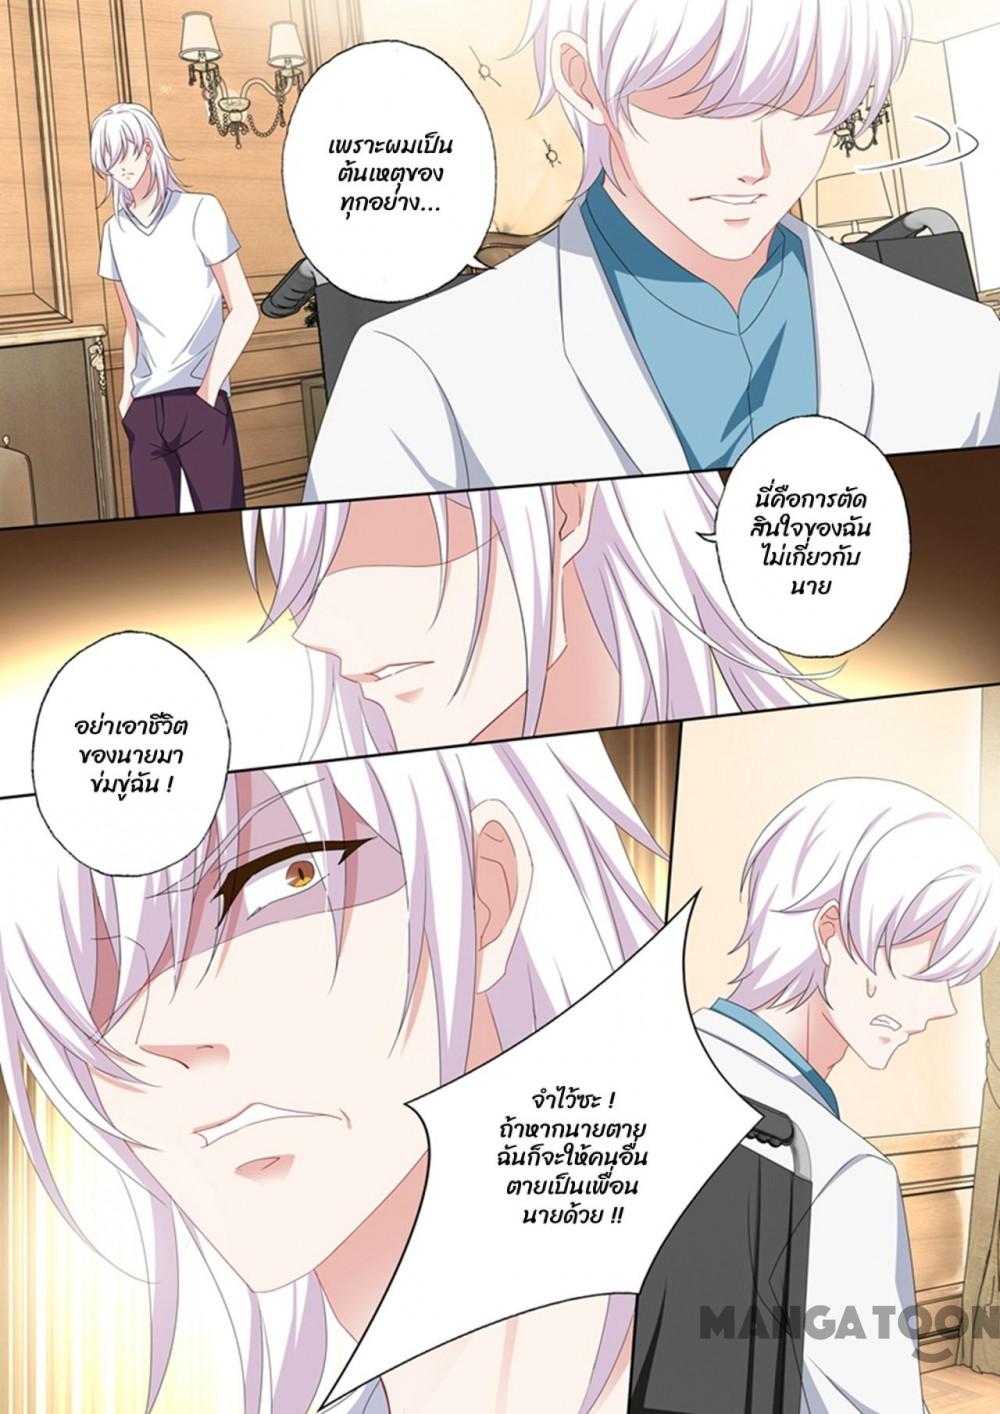 เพราะผมเป็น
ต้นเหตุของ
ทุกอย่าง...
นี่คือการตัด
สินใจของฉัน
ไม่เกี่ยวกับ
นาย
อย่าเอาชีวิต
ของนายมา
ข่มขู่ฉัน !
จำไว้ซะ !
ถ้าหากนายตาย
ฉันก็จะให้คนอื่น
ตายเป็นเพื่อน
นายด้วย !!
MANGATOON